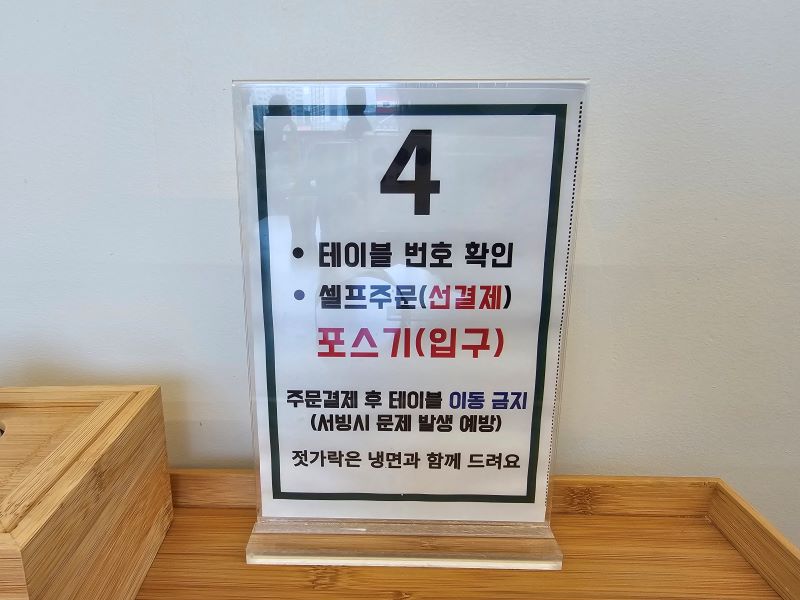 4
• 테이블 번호 확인
• 셀프주문(선결제)
포스기(입구)
주문결제 후 테이블 이동 금지
(서빙시 문제 발생 예방)
젓가락은 냉면과 함께 드려요